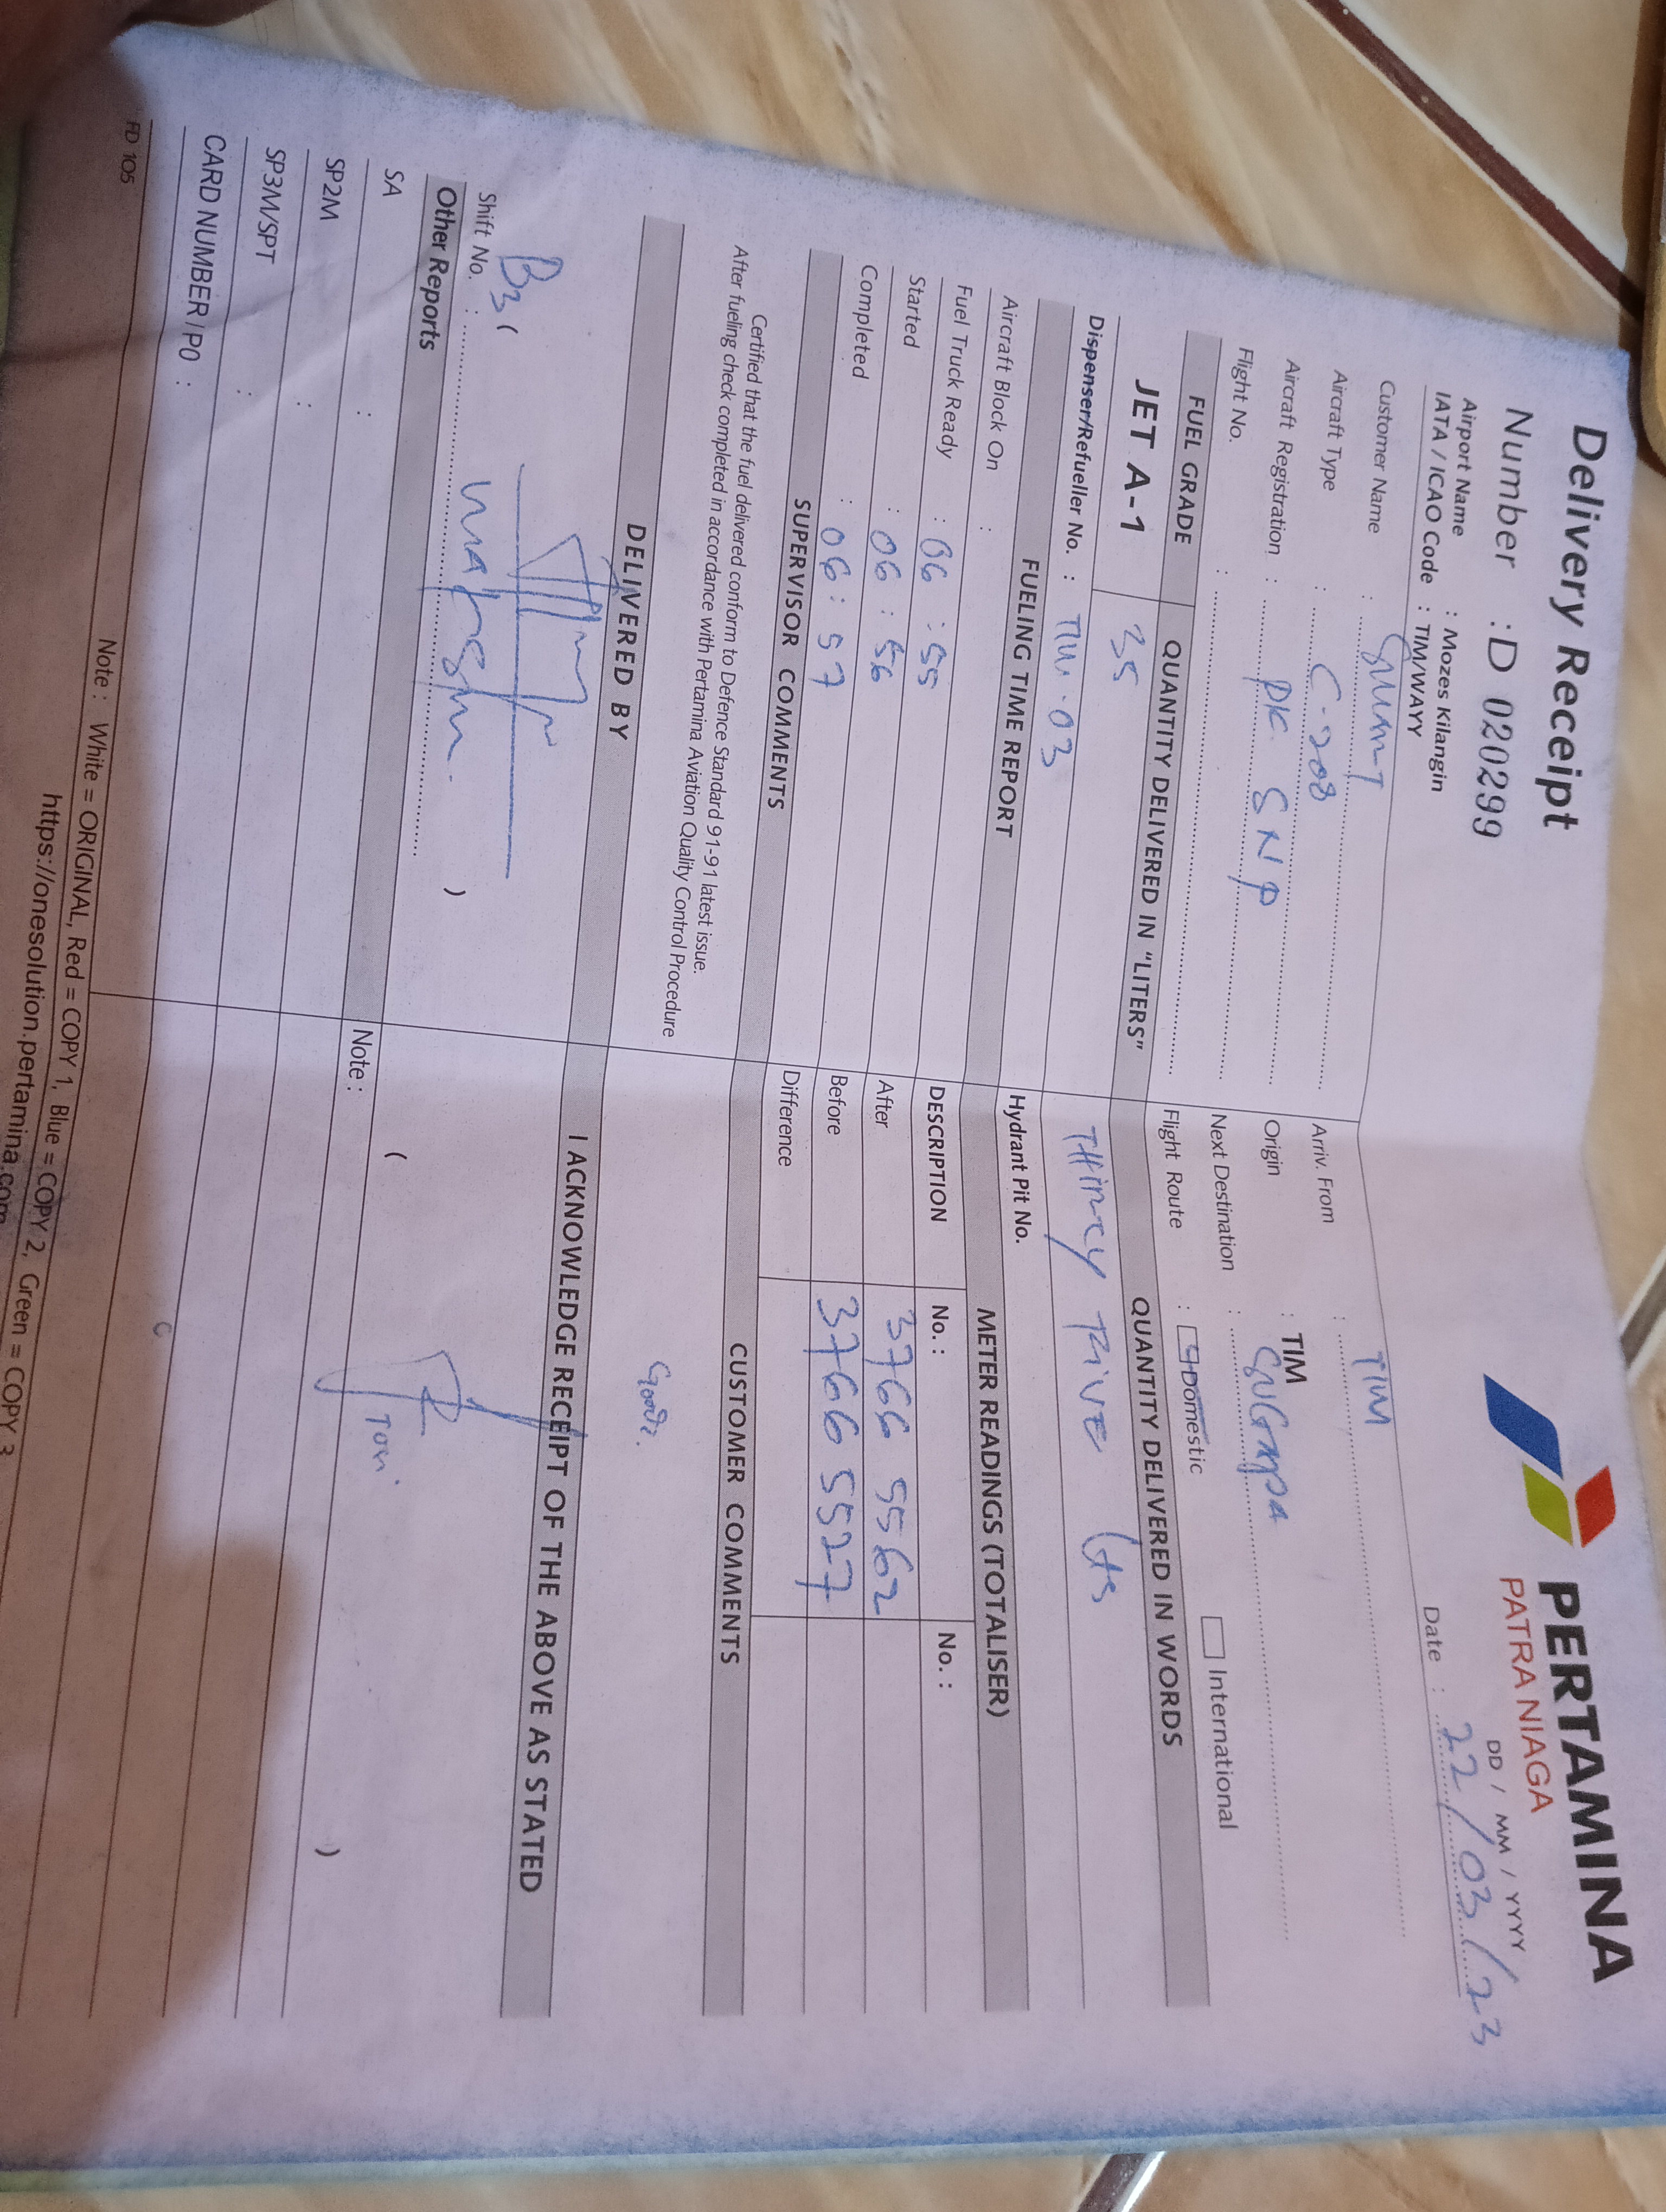 Delivery Receipt
PERTAMINA
PATRA NIAGA
Number : D 020299
DD / MM / YYYY
Airport Name : Mozes Kilangin
IATA / ICAO Code : TIM/WAYY
Date : 22/03/23
Customer Name : SMART
Arriv. From : TIM
Aircraft Type : C-208
Origin : TIM
Aircraft Registration : PK SNP
Next Destination : SUGAPA
Flight No. :
Flight Route : Domestic International
FUEL GRADE QUANTITY DELIVERED IN "LITERS" QUANTITY DELIVERED IN WORDS
JET A-1 35 THIRTY FIVE Lts
Dispenser/Refueller No. : TIM.03 Hydrant Pit No.
FUELING TIME REPORT METER READINGS (TOTALISER)
Aircraft Block On : DESCRIPTION No. : No. :
Fuel Truck Ready : 06 : 55 After 3766 5562
Started : 06 : 56 Before 3766 5527
Completed : 06 : 57 Difference
SUPERVISOR COMMENTS CUSTOMER COMMENTS
Certified that the fuel delivered conform to Defence Standard 91-91 latest issue.
After fueling check completed in accordance with Pertamina Aviation Quality Control Procedure
Good.
DELIVERED BY I ACKNOWLEDGE RECEIPT OF THE ABOVE AS STATED
B3 ( ) ( Toni )
Shift No. :
Other Reports Note :
SA :
SP2M :
SP3M/SPT :
CARD NUMBER/PO :
FD 105
Note : White = ORIGINAL, Red = COPY 1, Blue = COPY 2, Green = COPY 3
https://onesolution.pertamina.com